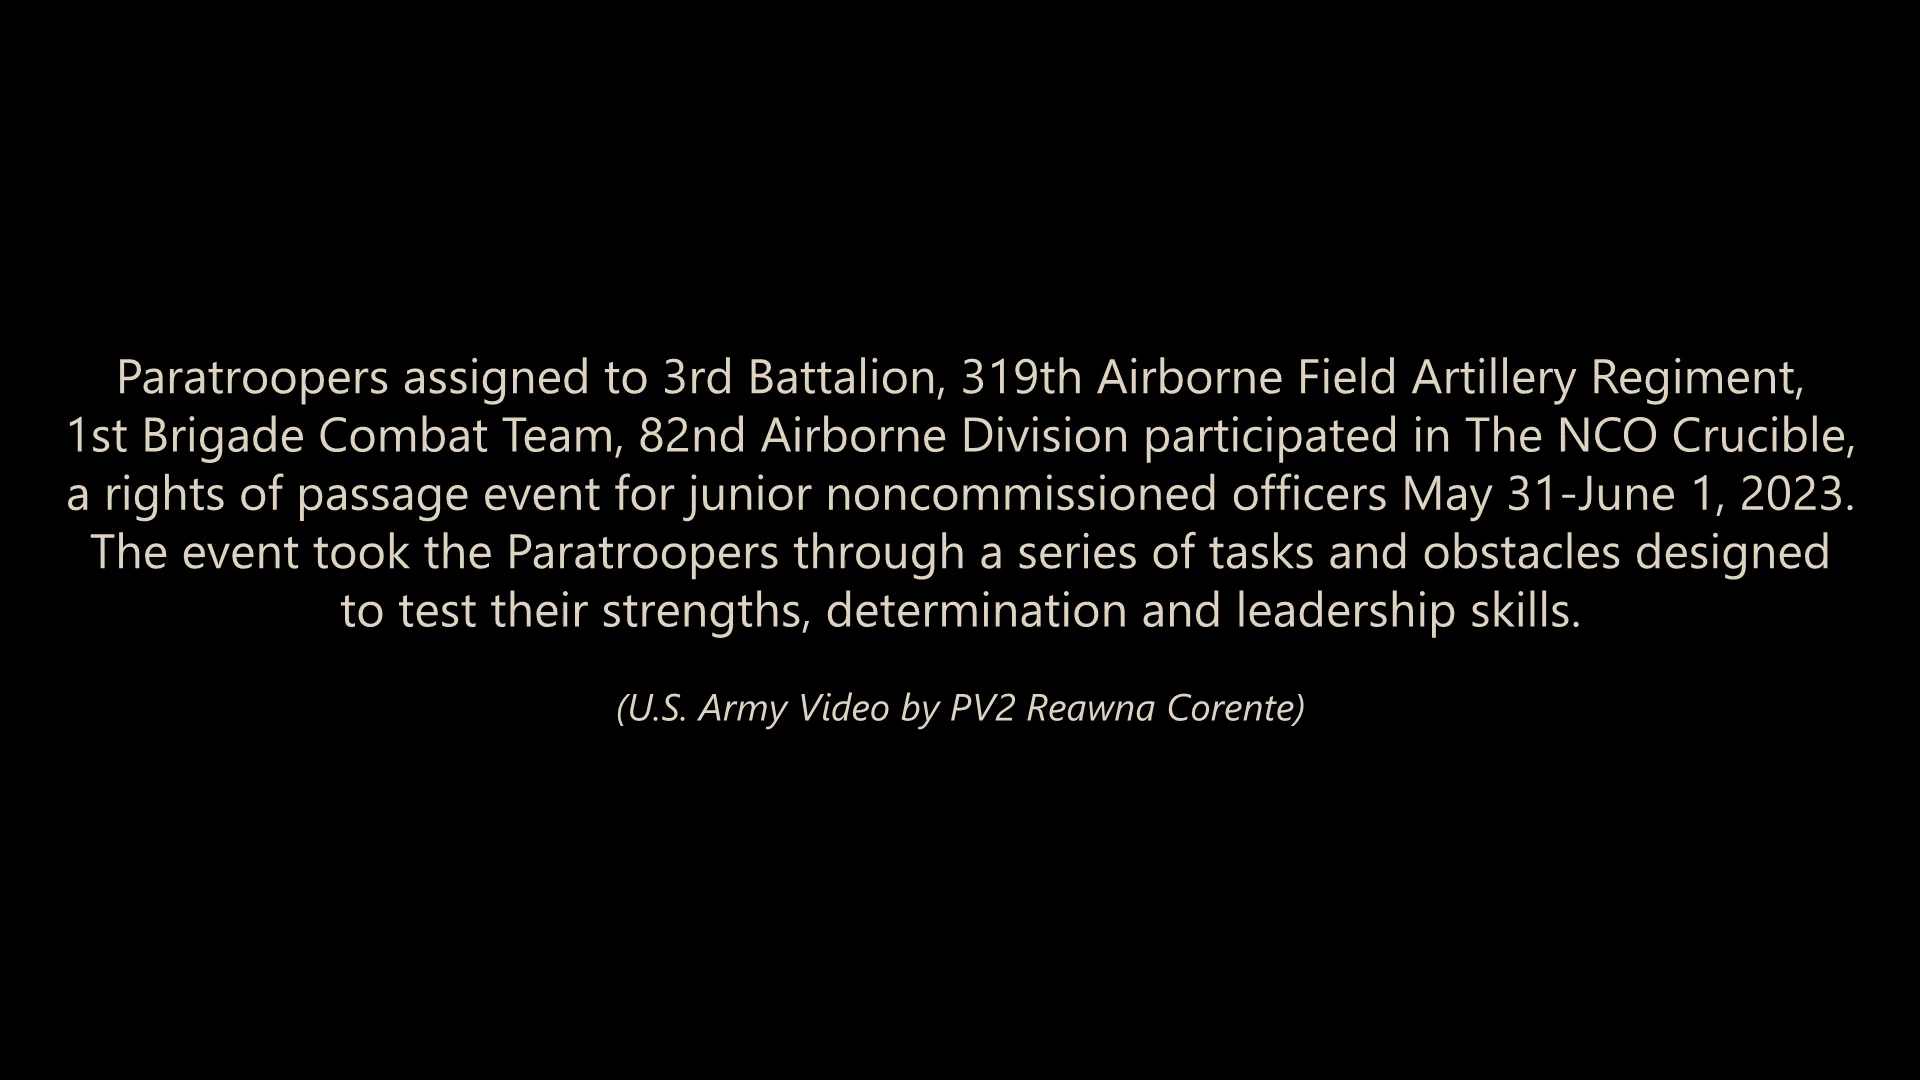 Paratroopers assigned to 3rd Battalion, 319th Airborne Field Artillery Regiment,
1st Brigade Combat Team, 82nd Airborne Division participated in The NCO Crucible,
a rights of passage event for junior noncommissioned officers May 31-June 1, 2023.
The event took the Paratroopers through a series of tasks and obstacles designed
to test their strengths, determination and leadership skills.
(U.S. Army Video by PV2 Reawna Corente)